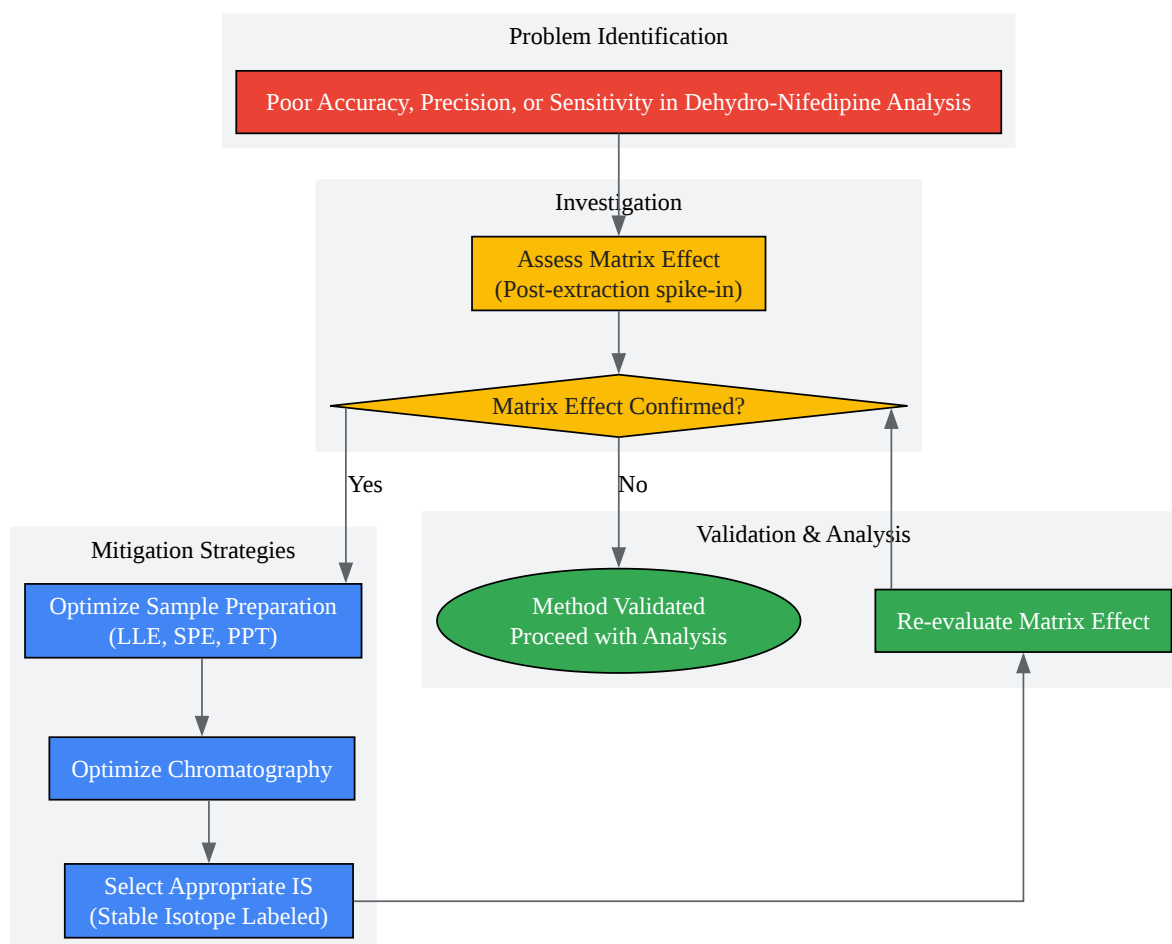 Problem Identification
Poor Accuracy, Precision, or Sensitivity in Dehydro-Nifedipine Analysis
Investigation
Assess Matrix Effect
(Post-extraction spike-in)
Matrix Effect Confirmed?
Yes
No
Mitigation Strategies
Optimize Sample Preparation
(LLE, SPE, PPT)
Optimize Chromatography
Select Appropriate IS
(Stable Isotope Labeled)
Validation & Analysis
Method Validated
Proceed with Analysis
Re-evaluate Matrix Effect